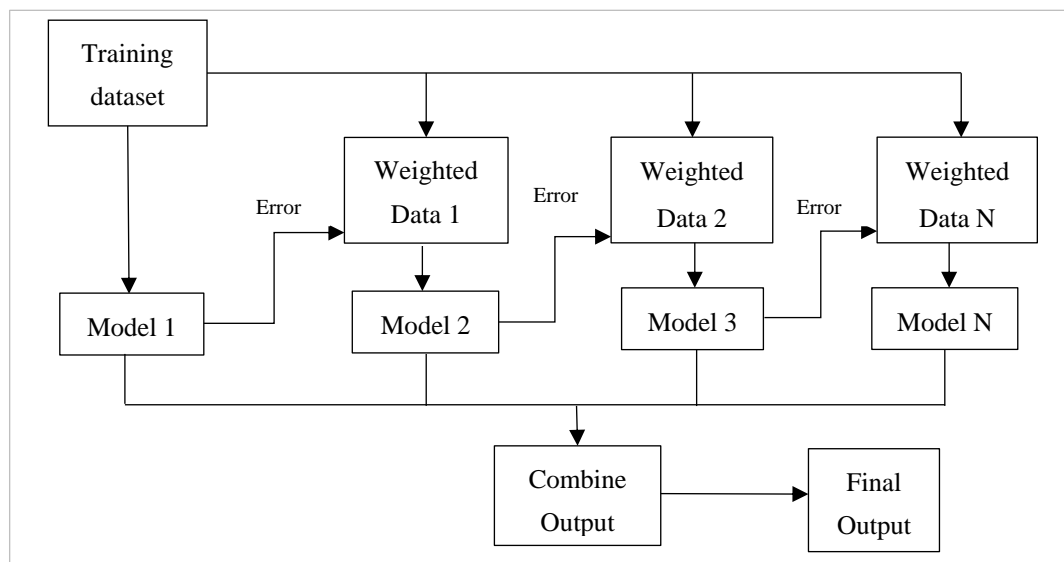 Training
dataset
Weighted
Data 1
Weighted
Data 2
Weighted
Data N
Error
Error
Error
Model 1
Model 2
Model 3
Model N
Combine
Output
Final
Output